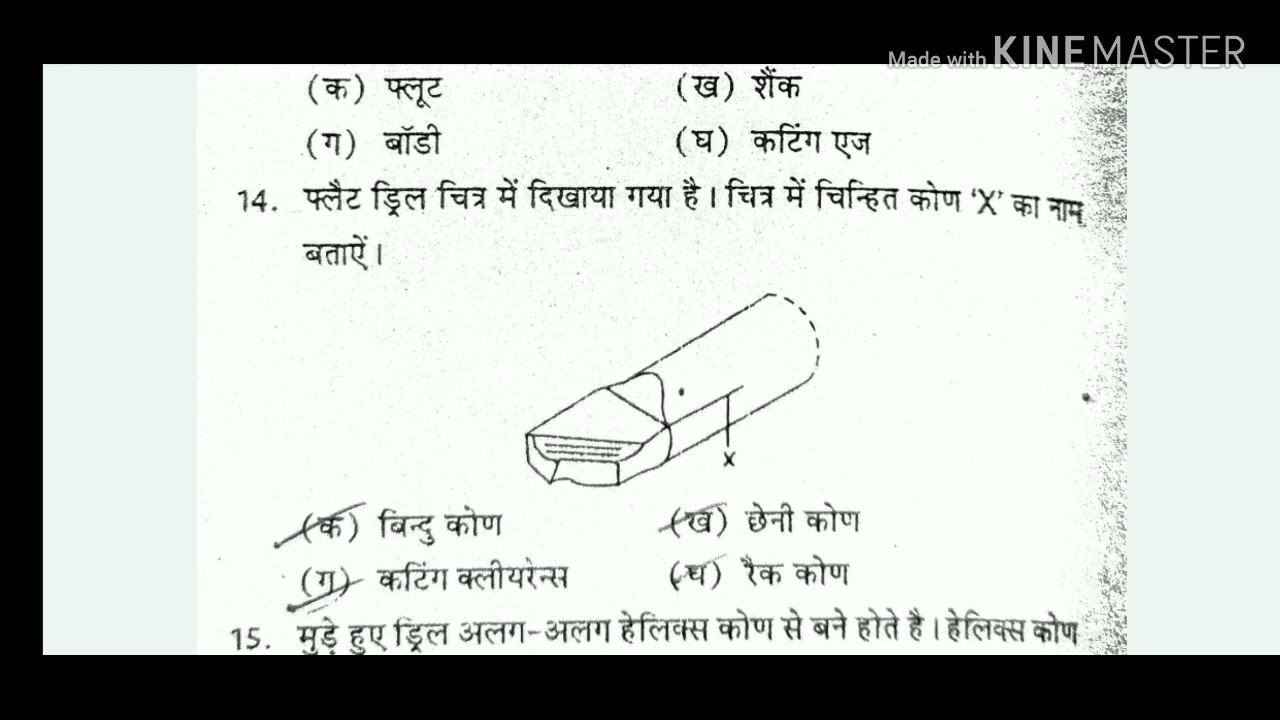 Made with KINEMASTER
(क) फ्लूट (ख) शैंक
(ग) बॉडी (घ) कटिंग एज
14. फ्लैट ड्रिल चित्र में दिखाया गया है। चित्र में चिन्हित कोण ‘X’ का नाम
बताऐं।
X
(क) बिन्दु कोण (ख) छेनी कोण
(ग) कटिंग क्लीयरेन्स (घ) रैक कोण
15. मुड़े हुए ड्रिल अलग-अलग हेलिक्स कोण से बने होते है। हेलिक्स कोण